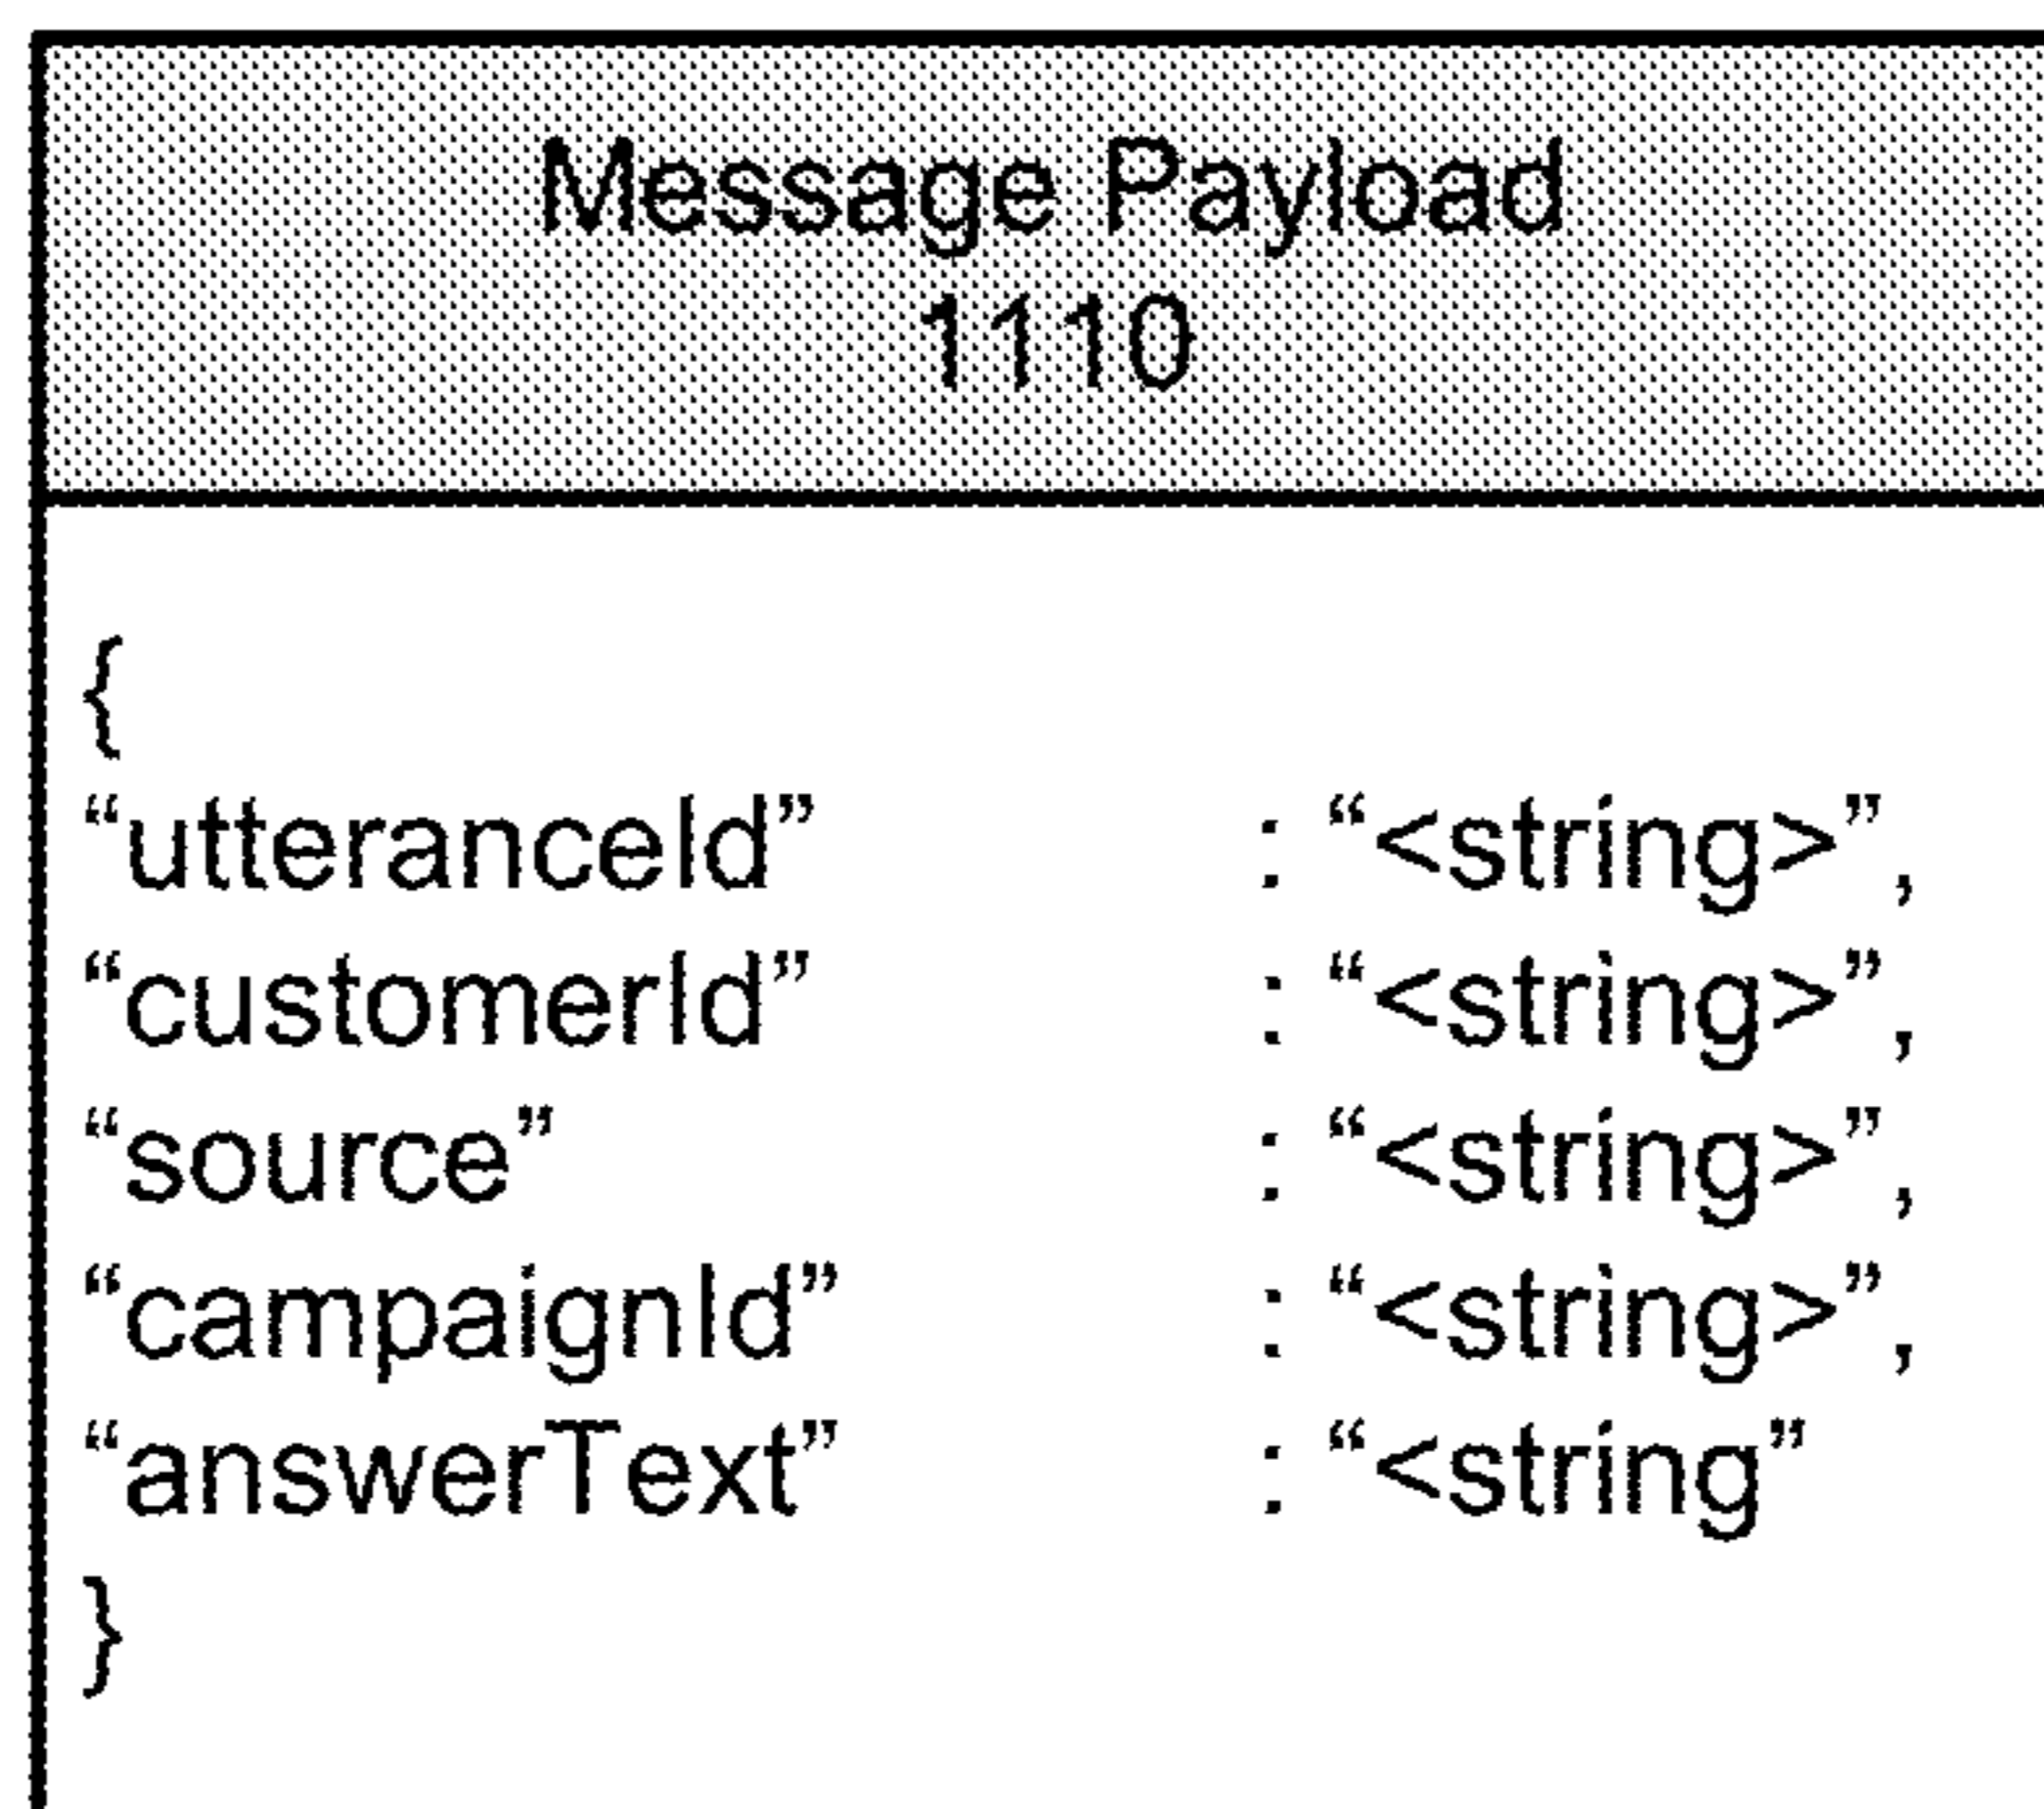 Message Payload
1110
{
“utteranceId” : “<string>”,
“customerId” : “<string>”,
“source” : “<string>”,
“campaignId” : “<string>”,
“answerText” : “<string”
}